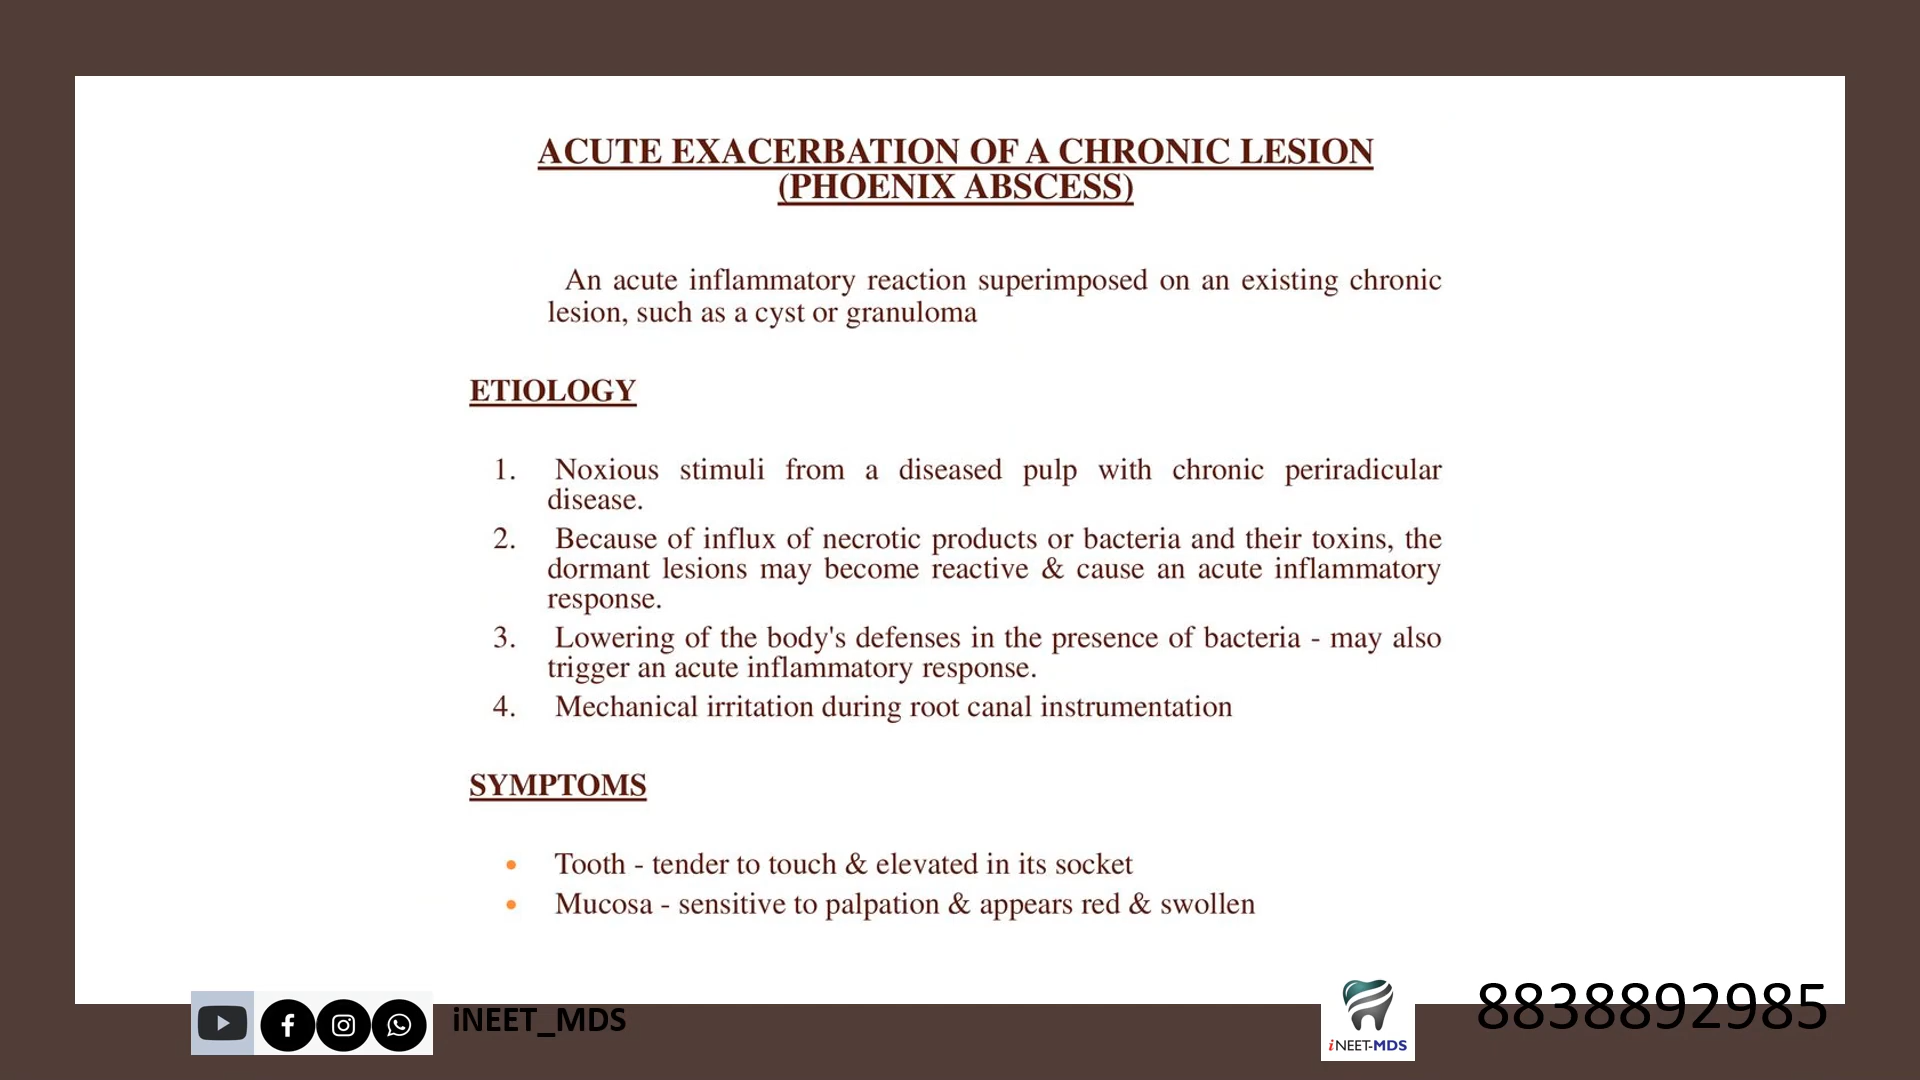 ACUTE EXACERBATION OF A CHRONIC LESION
(PHOENIX ABSCESS)
An acute inflammatory reaction superimposed on an existing chronic
lesion, such as a cyst or granuloma
ETIOLOGY
1. Noxious stimuli from a diseased pulp with chronic periradicular
disease.
2. Because of influx of necrotic products or bacteria and their toxins, the
dormant lesions may become reactive & cause an acute inflammatory
response.
3. Lowering of the body's defenses in the presence of bacteria - may also
trigger an acute inflammatory response.
4. Mechanical irritation during root canal instrumentation
SYMPTOMS
• Tooth - tender to touch & elevated in its socket
• Mucosa - sensitive to palpation & appears red & swollen
iNEET_MDS
iNEET-MDS
8838892985